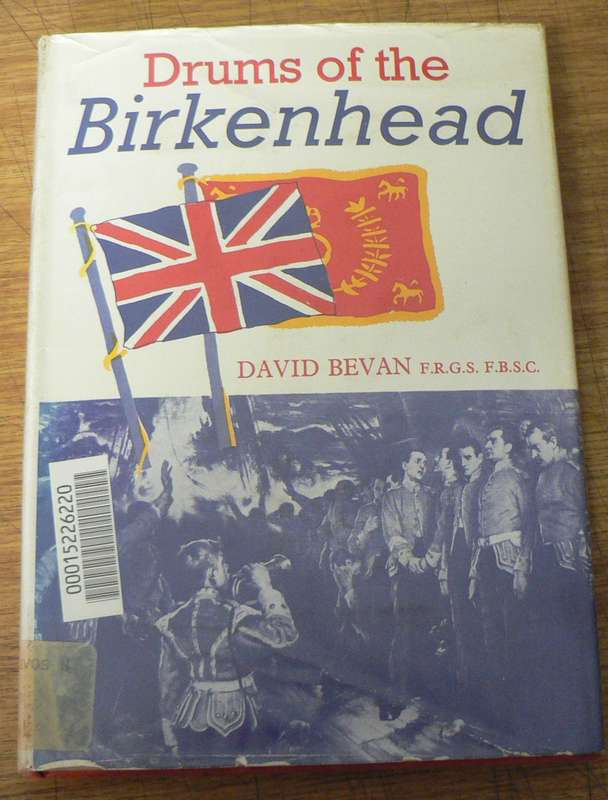 Drums of the
Birkenhead
DAVID BEVAN F.R.G.S. F.B.S.C.
00015226220